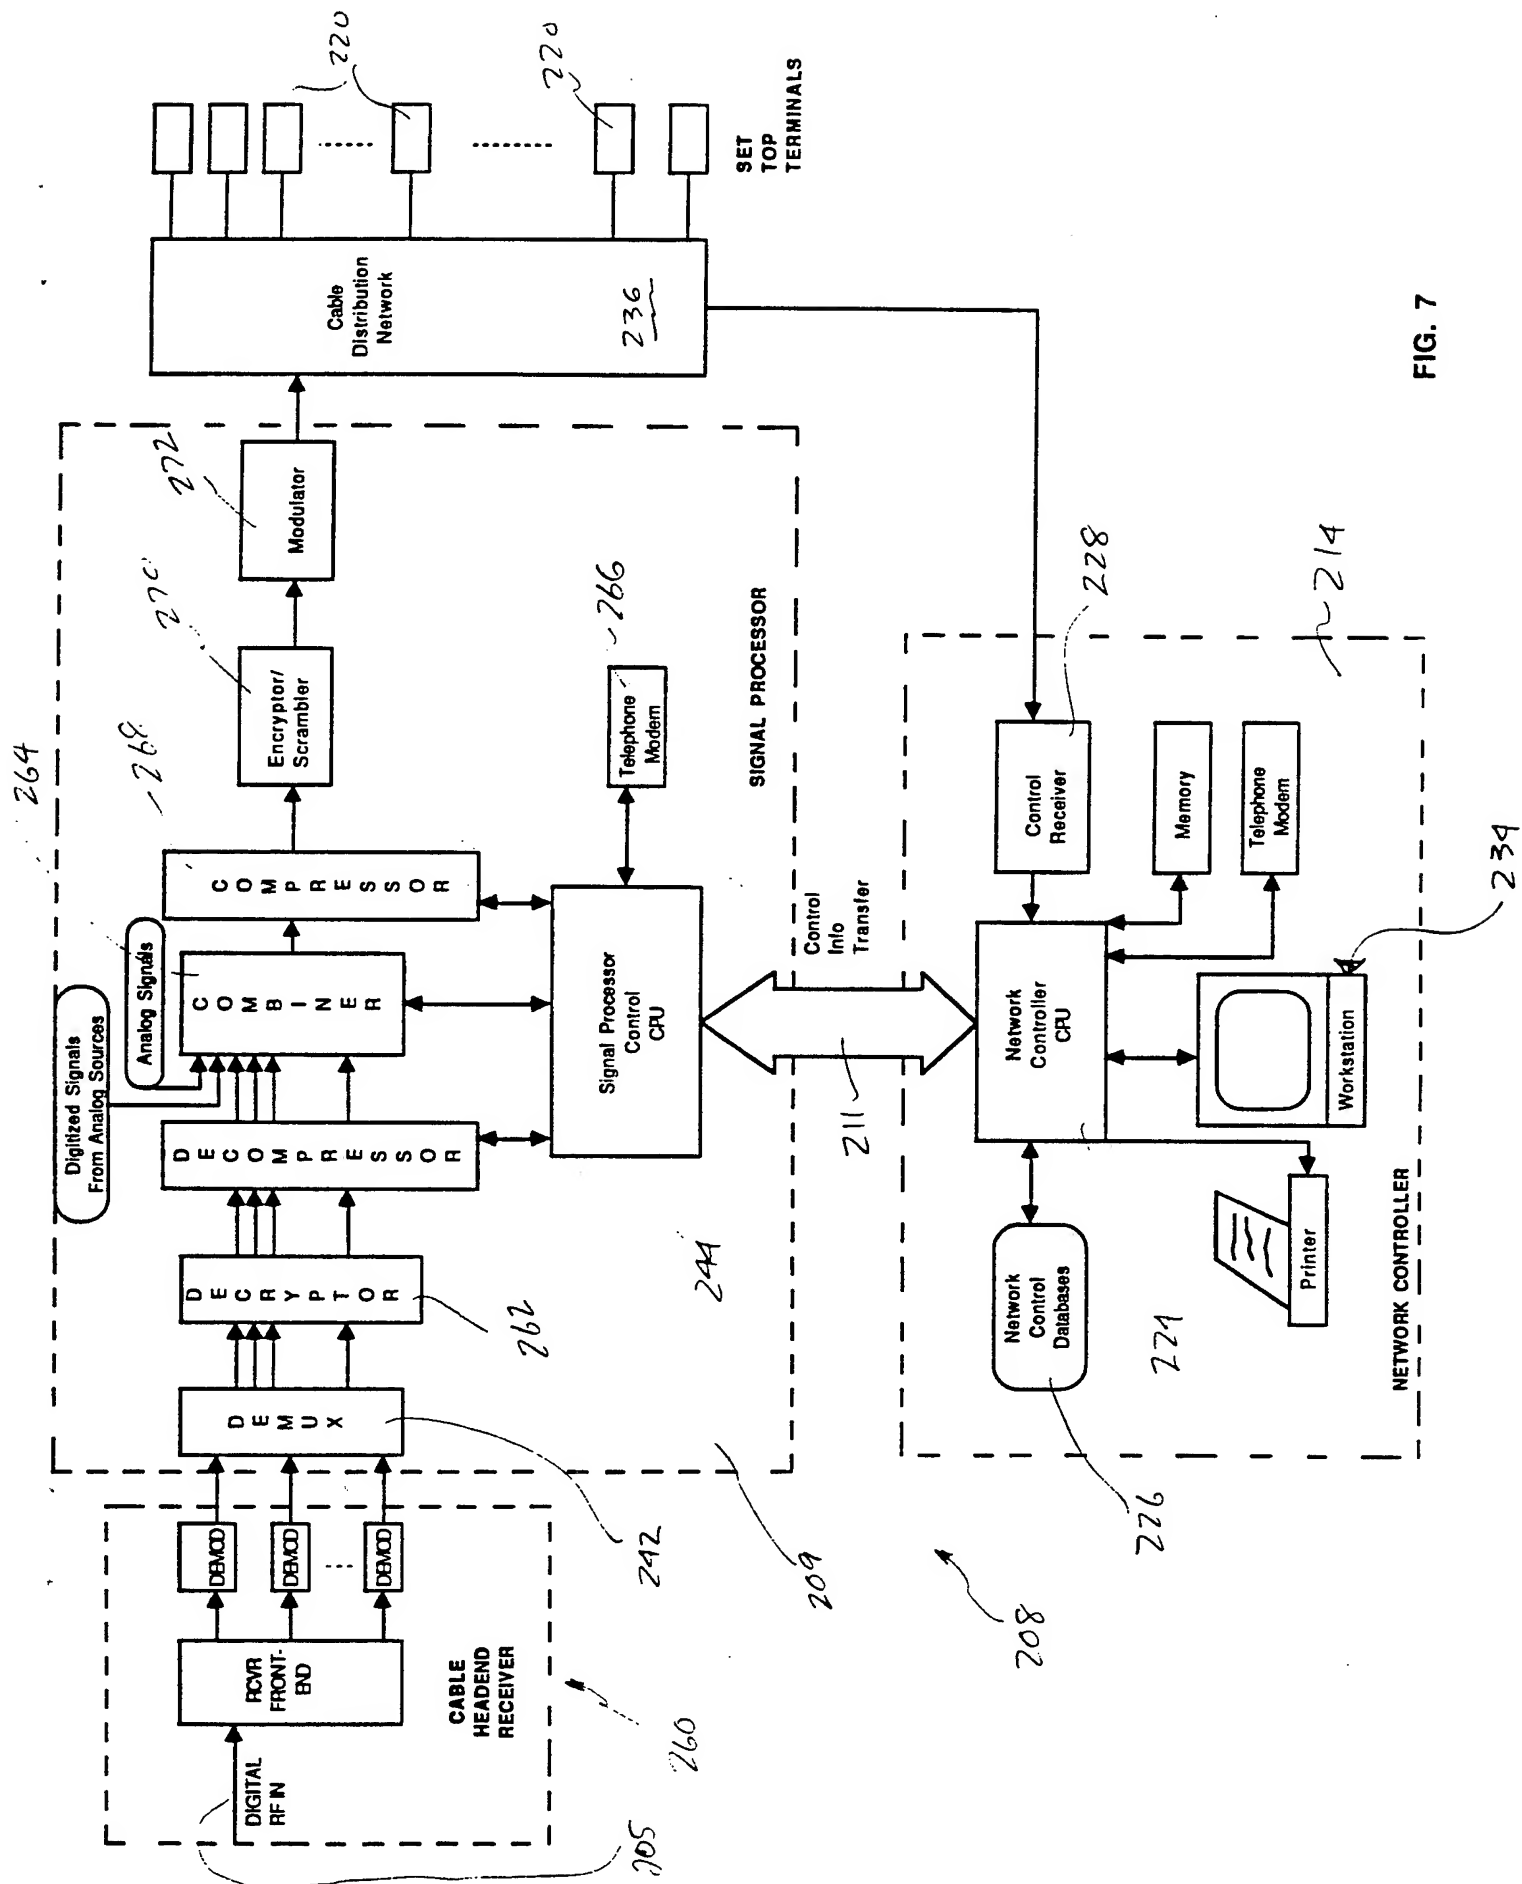 264
Digitized Signals
From Analog Sources
Analog Signals
268
270
272
220
220
DIGITAL
RF IN
RCVR
FRONT-
END
DEMOD
DEMOD
DEMOD
DEMUX
DECRYPTOR
DECOMPRESSOR
COMBINER
COMPRESSOR
Encryptor/
Scrambler
Modulator
Cable
Distribution
Network
236
SET
TOP
TERMINALS
CABLE
HEADEND
RECEIVER
205
260
242
262
209
244
Signal Processor
Control
CPU
Telephone
Modem
266
SIGNAL PROCESSOR
211
Control
Info
Transfer
208
226
Network
Control
Databases
Network
Controller
CPU
Control
Receiver
228
Memory
Telephone
Modem
Printer
Workstation
234
NETWORK CONTROLLER
214
FIG. 7